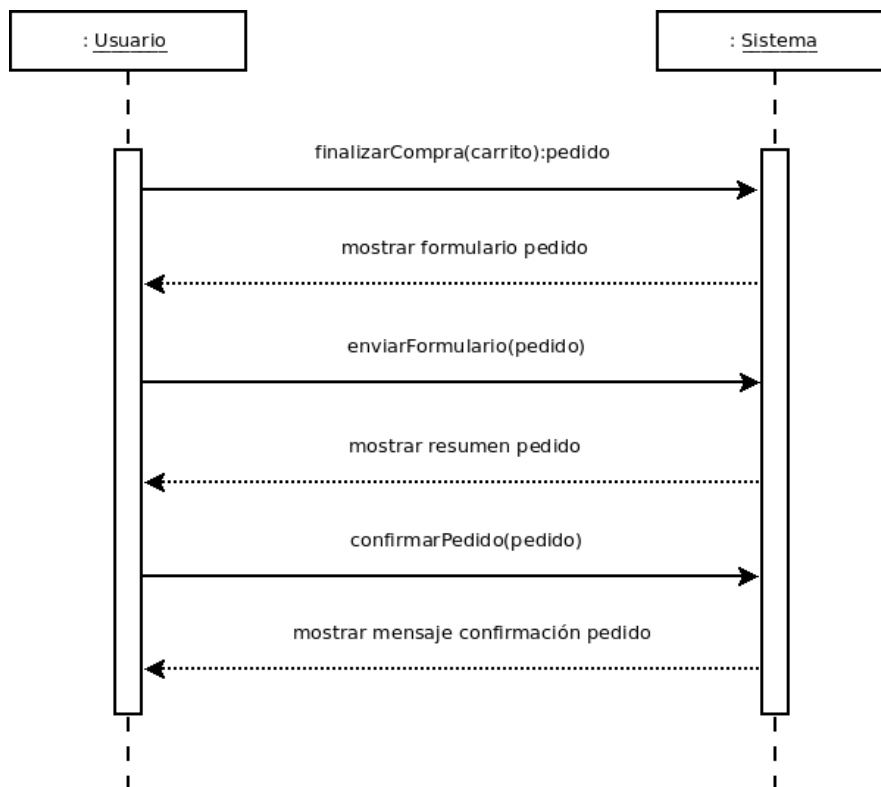 : Usuario
: Sistema
finalizarCompra(carrito):pedido
mostrar formulario pedido
enviarFormulario(pedido)
mostrar resumen pedido
confirmarPedido(pedido)
mostrar mensaje confirmación pedido